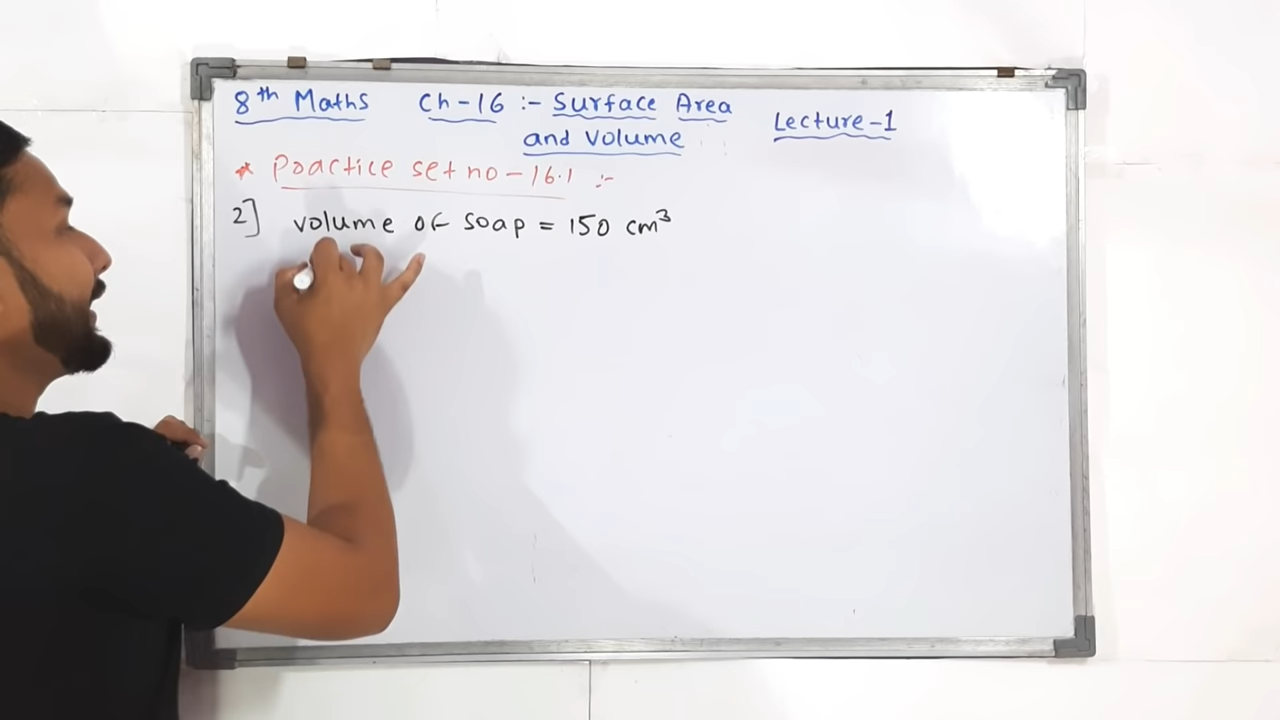 8th Maths Ch-16 :- Surface Area
and Volume Lecture-1
* Practice set no - 16.1 :-
2] volume of soap = 150 cm³